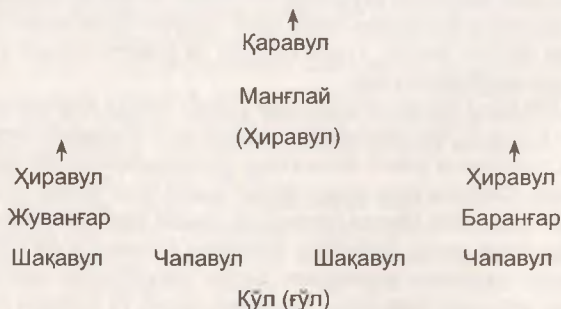 Қаравул
Манғлай
(Ҳиравул)
Ҳиравул Ҳиравул
Жуванғар Баранғар
Шақавул Чапавул Шақавул Чапавул
Қўл (ғўл)